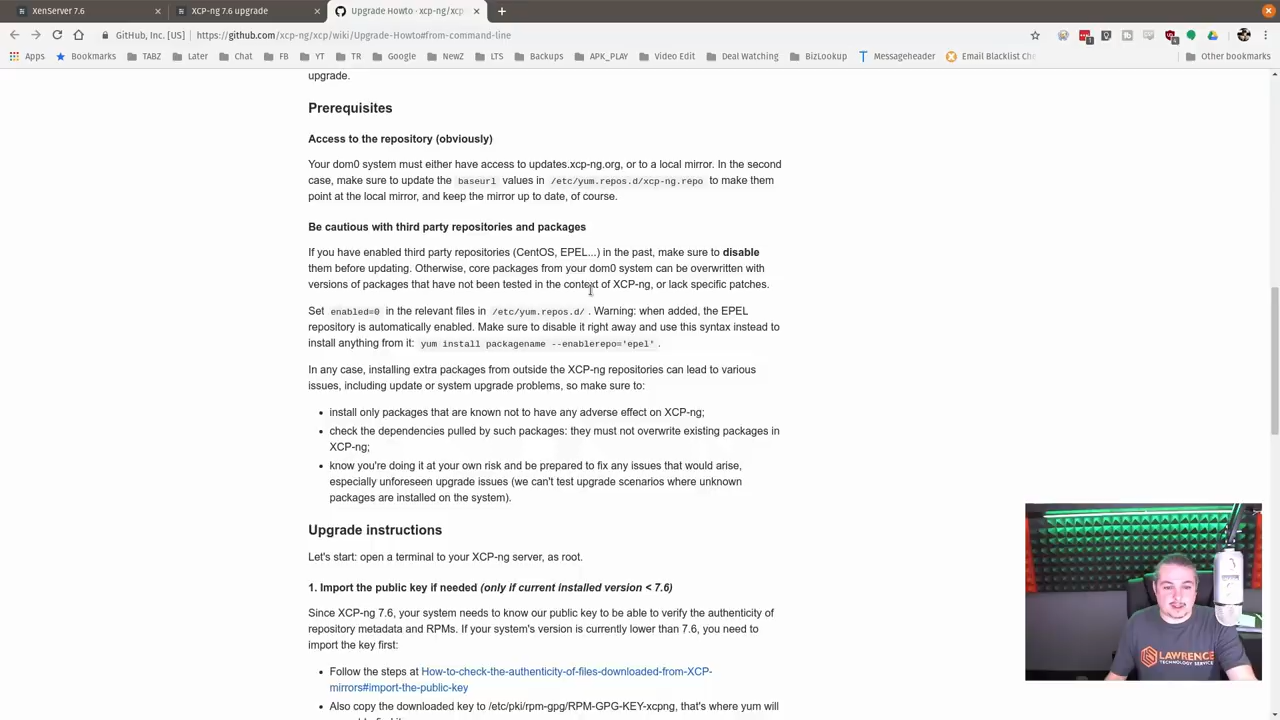 XenServer 7.6
XCP-ng 7.6 upgrade
Upgrade Howto · xcp-ng/xcp
GitHub, Inc. [US]
https://github.com/xcp-ng/xcp/wiki/Upgrade-Howto#from-command-line
Apps
Bookmarks
TABZ
Later
Chat
FB
YT
TR
Google
NewZ
LTS
Backups
APK_PLAY
Video Edit
Deal Watching
BizLookup
Messageheader
Email Blacklist Che
Other bookmarks
upgrade.
Prerequisites
Access to the repository (obviously)
Your dom0 system must either have access to updates.xcp-ng.org, or to a local mirror. In the second
case, make sure to update the baseurl values in /etc/yum.repos.d/xcp-ng.repo to make them
point at the local mirror, and keep the mirror up to date, of course.
Be cautious with third party repositories and packages
If you have enabled third party repositories (CentOS, EPEL...) in the past, make sure to disable
them before updating. Otherwise, core packages from your dom0 system can be overwritten with
versions of packages that have not been tested in the context of XCP-ng, or lack specific patches.
Set enabled=0 in the relevant files in /etc/yum.repos.d/ . Warning: when added, the EPEL
repository is automatically enabled. Make sure to disable it right away and use this syntax instead to
install anything from it: yum install packagename --enablerepo='epel' .
In any case, installing extra packages from outside the XCP-ng repositories can lead to various
issues, including update or system upgrade problems, so make sure to:
• install only packages that are known not to have any adverse effect on XCP-ng;
• check the dependencies pulled by such packages: they must not overwrite existing packages in
XCP-ng;
• know you're doing it at your own risk and be prepared to fix any issues that would arise,
especially unforeseen upgrade issues (we can't test upgrade scenarios where unknown
packages are installed on the system).
Upgrade instructions
Let's start: open a terminal to your XCP-ng server, as root.
1. Import the public key if needed (only if current installed version < 7.6)
Since XCP-ng 7.6, your system needs to know our public key to be able to verify the authenticity of
repository metadata and RPMs. If your system's version is currently lower than 7.6, you need to
import the key first:
• Follow the steps at How-to-check-the-authenticity-of-files-downloaded-from-XCP-
mirrors#import-the-public-key
• Also copy the downloaded key to /etc/pki/rpm-gpg/RPM-GPG-KEY-xcpng, that's where yum will
LAWRENCE
TECHNOLOGY SERVICES